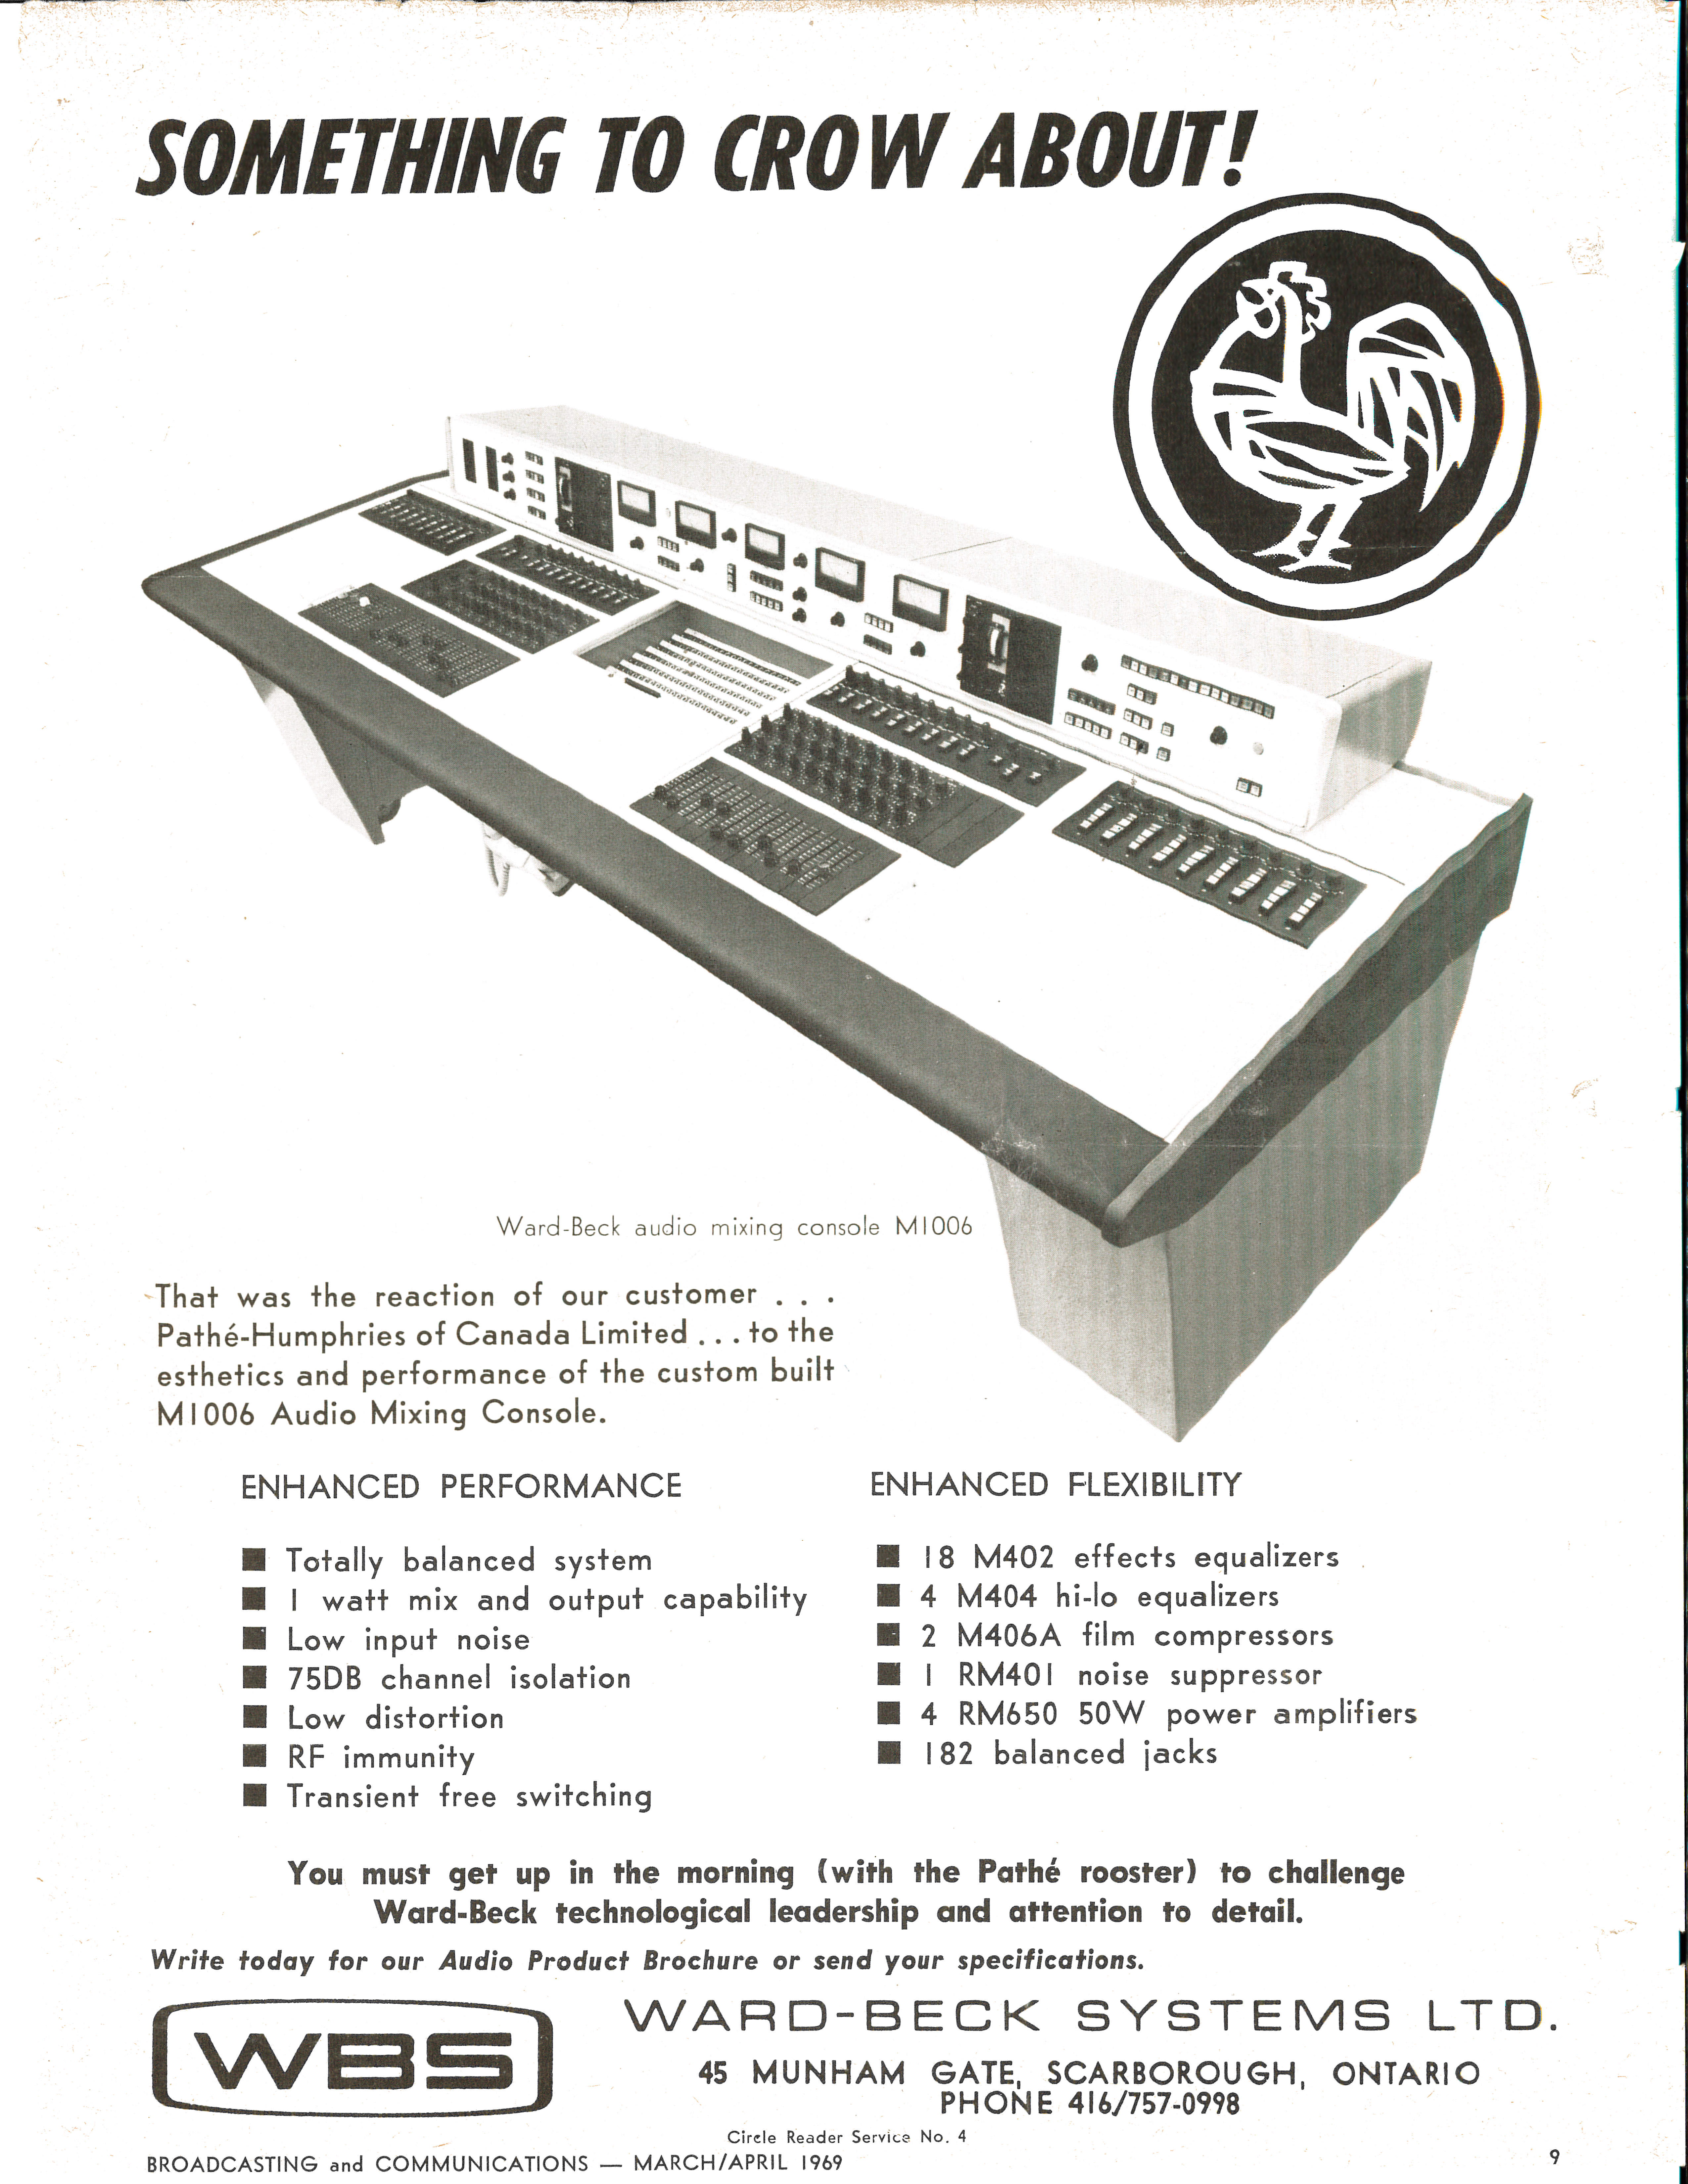 SOMETHING TO CROW ABOUT!
Ward-Beck audio mixing console M1006
That was the reaction of our customer . . .
Pathé-Humphries of Canada Limited . . . to the
esthetics and performance of the custom built
M1006 Audio Mixing Console.
ENHANCED PERFORMANCE
■ Totally balanced system
■ 1 watt mix and output capability
■ Low input noise
■ 75DB channel isolation
■ Low distortion
■ RF immunity
■ Transient free switching
ENHANCED FLEXIBILITY
■ 18 M402 effects equalizers
■ 4 M404 hi-lo equalizers
■ 2 M406A film compressors
■ 1 RM401 noise suppressor
■ 4 RM650 50W power amplifiers
■ 182 balanced jacks
You must get up in the morning (with the Pathé rooster) to challenge
Ward-Beck technological leadership and attention to detail.
Write today for our Audio Product Brochure or send your specifications.
WBS
WARD-BECK SYSTEMS LTD.
45 MUNHAM GATE, SCARBOROUGH, ONTARIO
PHONE 416/757-0998
Circle Reader Service No. 4
BROADCASTING and COMMUNICATIONS — MARCH/APRIL 1969
9